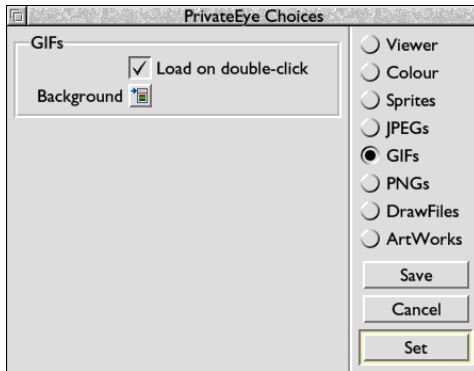 PrivateEye Choices
GIFs
Load on double-click
Background
Viewer
Colour
Sprites
JPEGs
GIFs
PNGs
DrawFiles
ArtWorks
Save
Cancel
Set